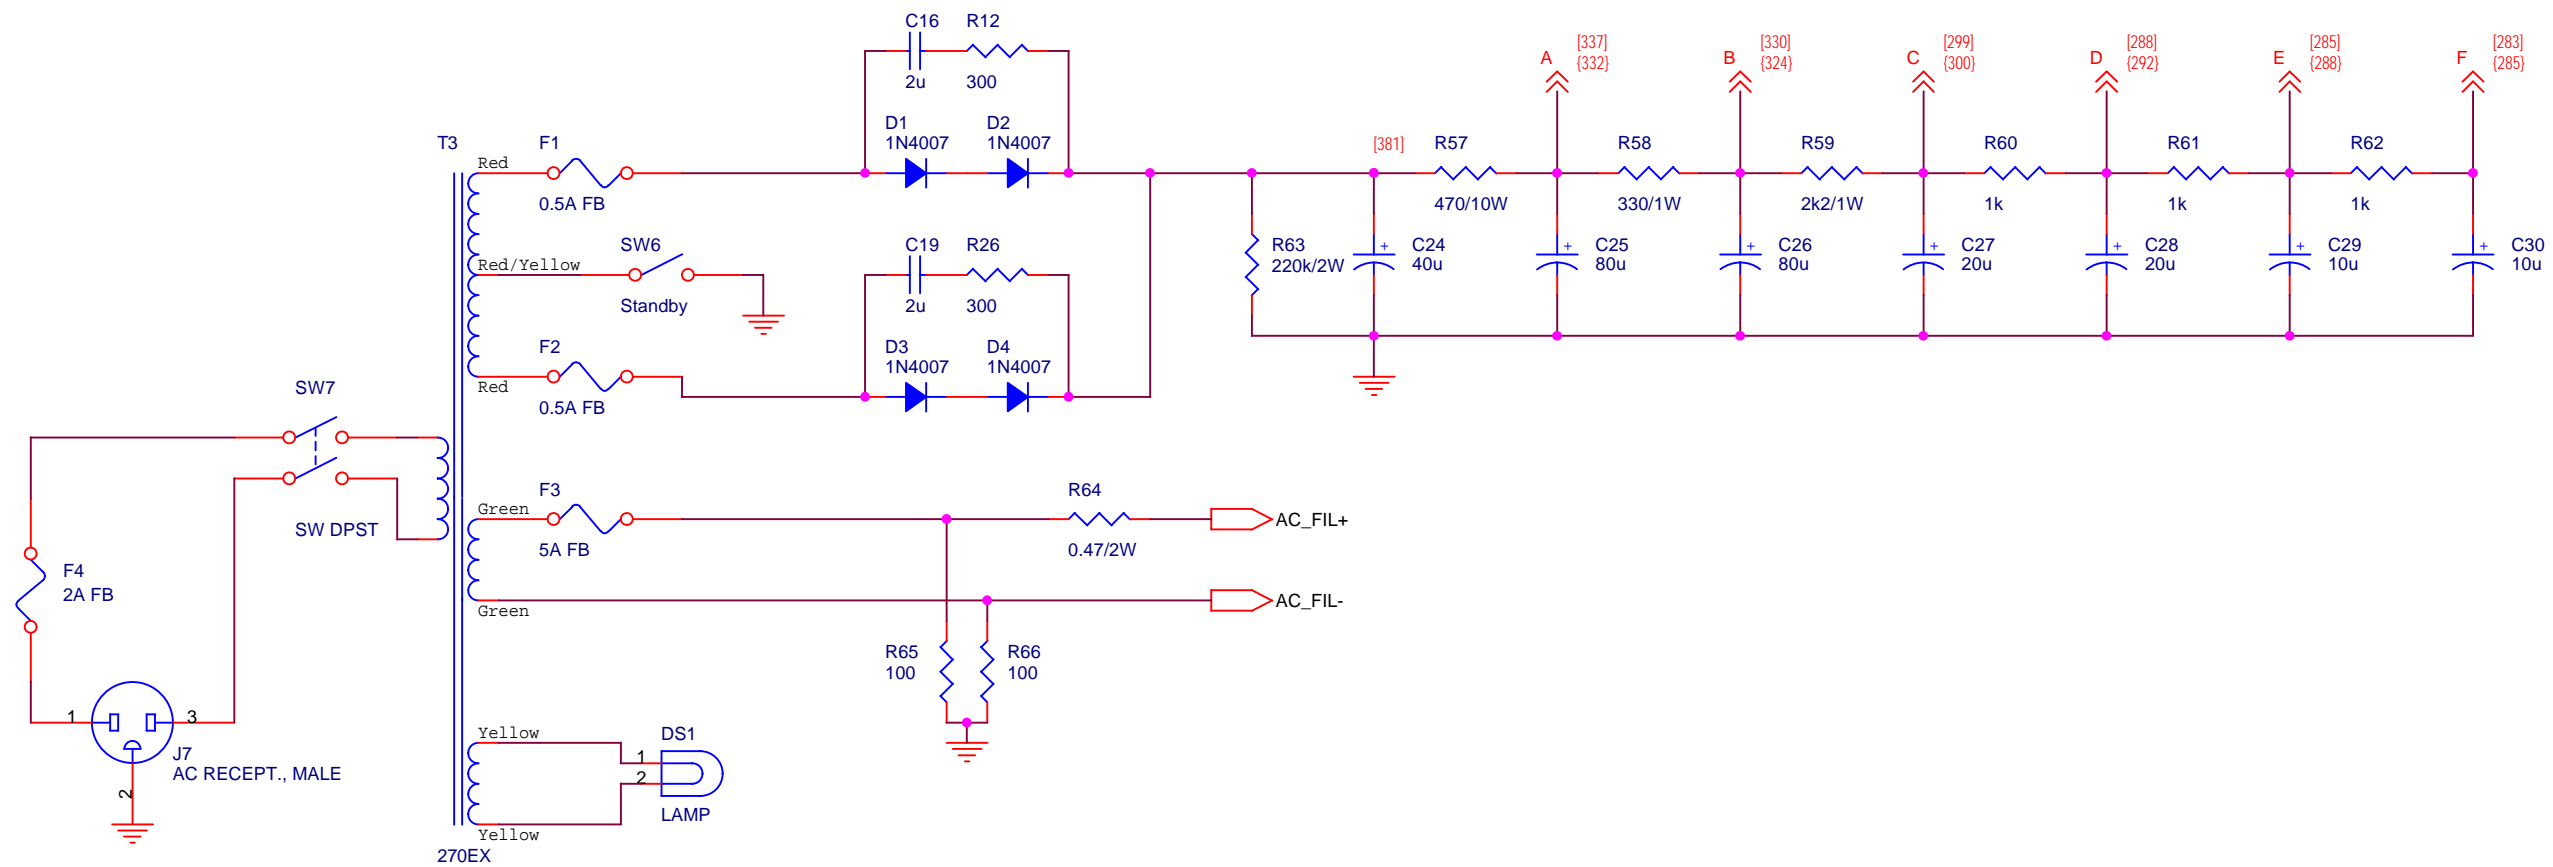 C16 R12
2u 300
A [337]
{332}
B [330]
{324}
C [299]
{300}
D [288]
{292}
E [285]
{288}
F [283]
{285}
T3
Red
F1
0.5A FB
D1
1N4007
D2
1N4007
[381]
R57
470/10W
R58
330/1W
R59
2k2/1W
R60
1k
R61
1k
R62
1k
Red/Yellow
SW6
Standby
C19 R26
2u 300
R63
220k/2W
+ C24
40u
+ C25
80u
+ C26
80u
+ C27
20u
+ C28
20u
+ C29
10u
+ C30
10u
F2
Red
0.5A FB
D3
1N4007
D4
1N4007
SW7
SW DPST
Green
F3
5A FB
R64
0.47/2W
AC_FIL+
Green
AC_FIL-
F4
2A FB
R65
100
R66
100
1 3
2
J7
AC RECEPT., MALE
Yellow
DS1
1
2
LAMP
Yellow
270EX